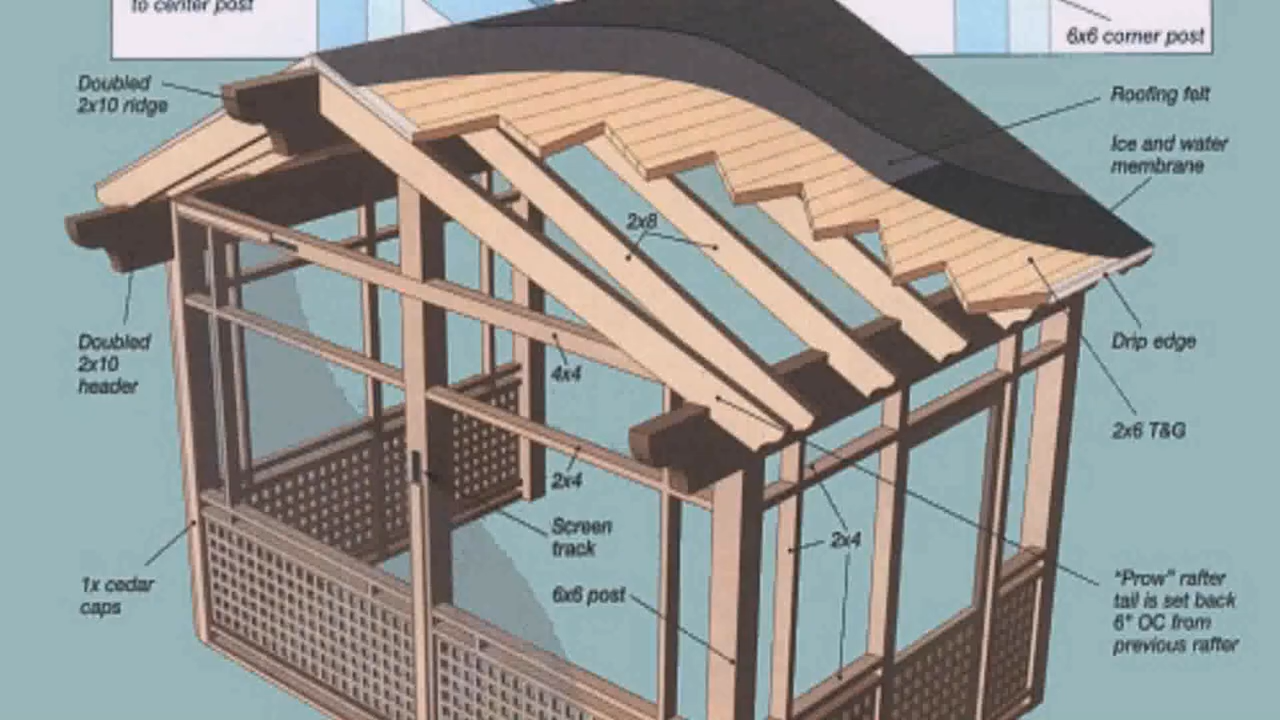 to center post
6x6 corner post
Doubled
2x10 ridge
Roofing felt
Ice and water
membrane
2x8
Doubled
2x10
header
4x4
Drip edge
2x6 T&G
2x4
Screen
track
2x4
1x cedar
caps
6x6 post
"Prow" rafter
tail is set back
6" OC from
previous rafter